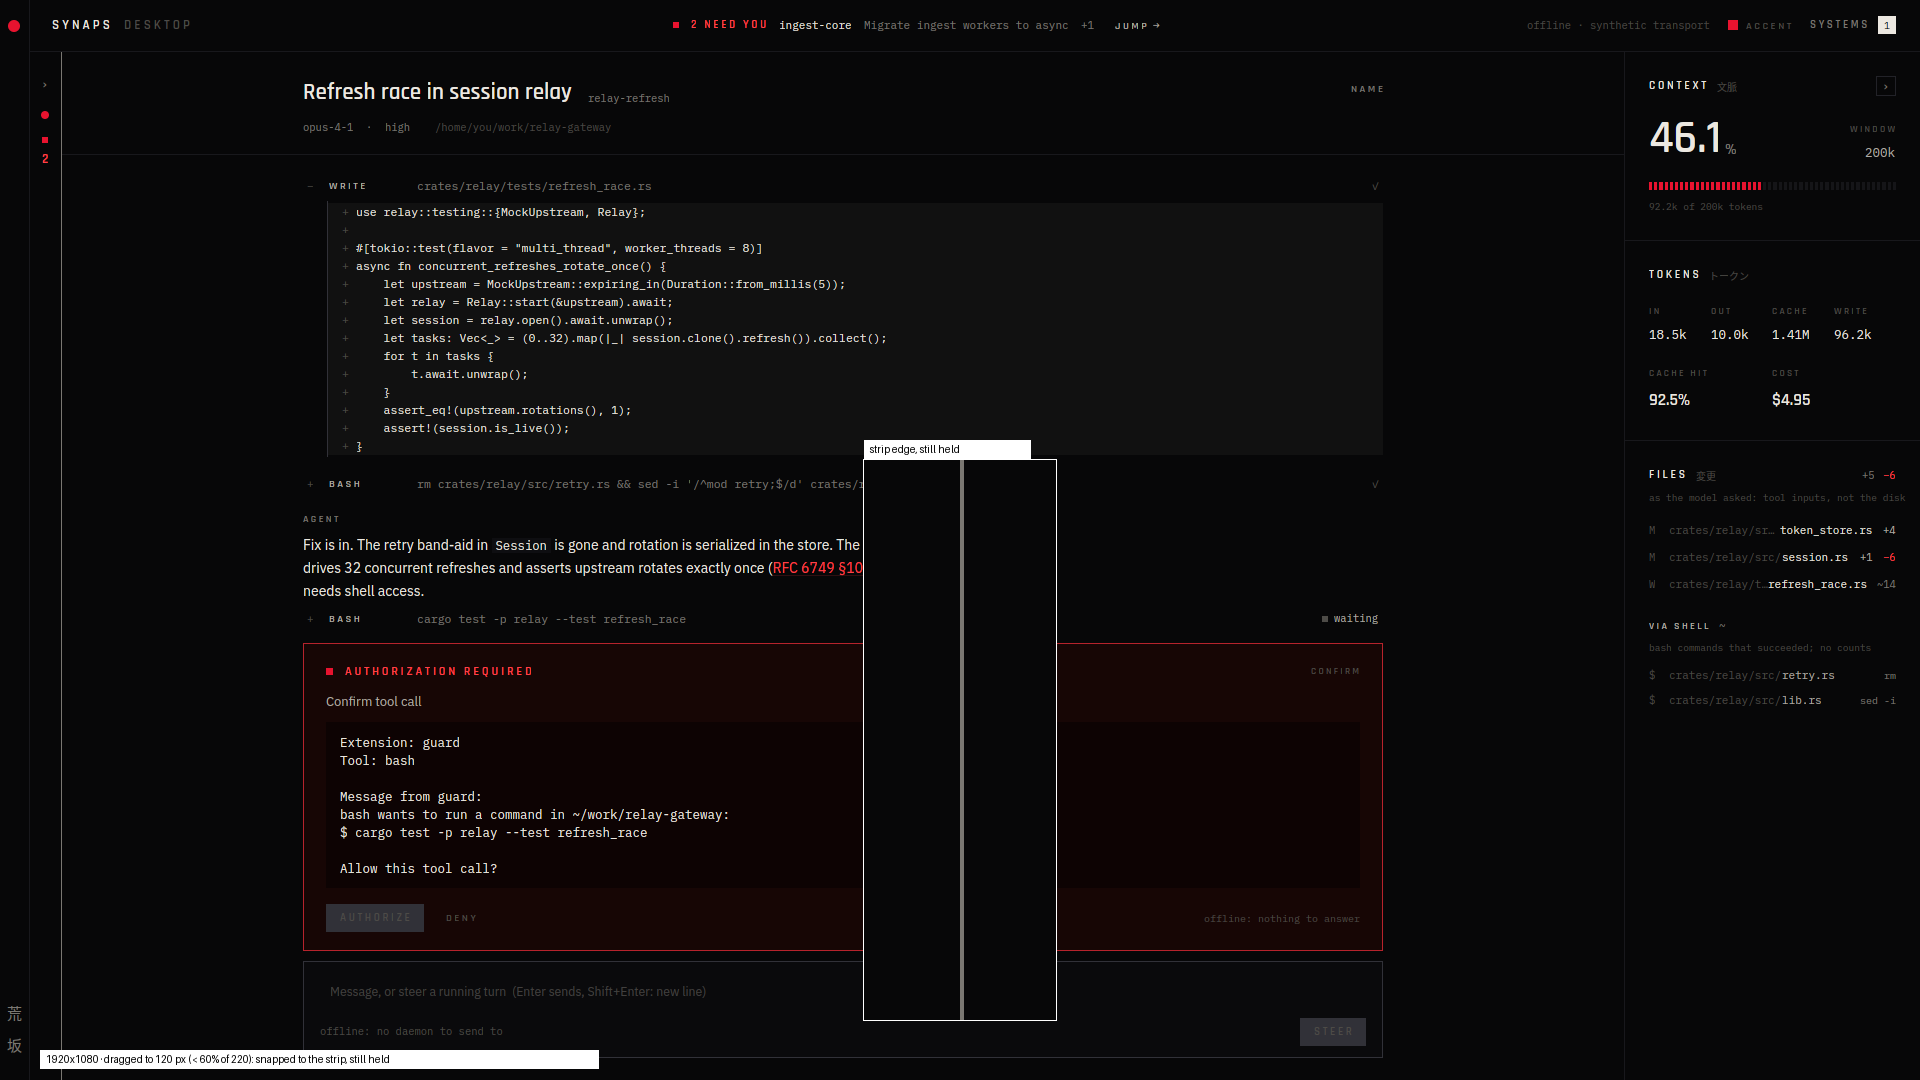 SYNAPS DESKTOP
2 NEED YOU ingest-core Migrate ingest workers to async +1 JUMP →
offline · synthetic transport ACCENT SYSTEMS 1
›
2
荒
坂
Refresh race in session relay relay-refresh NAME
opus-4-1 · high /home/you/work/relay-gateway
− WRITE crates/relay/tests/refresh_race.rs √
+ use relay::testing::{MockUpstream, Relay};
+
+ #[tokio::test(flavor = "multi_thread", worker_threads = 8)]
+ async fn concurrent_refreshes_rotate_once() {
+ let upstream = MockUpstream::expiring_in(Duration::from_millis(5));
+ let relay = Relay::start(&upstream).await;
+ let session = relay.open().await.unwrap();
+ let tasks: Vec<_> = (0..32).map(|_| session.clone().refresh()).collect();
+ for t in tasks {
+ t.await.unwrap();
+ }
+ assert_eq!(upstream.rotations(), 1);
+ assert!(session.is_live());
+ }
+ BASH rm crates/relay/src/retry.rs && sed -i '/^mod retry;$/d' crates/r √
AGENT
Fix is in. The retry band-aid in Session is gone and rotation is serialized in the store. The
drives 32 concurrent refreshes and asserts upstream rotates exactly once (RFC 6749 §10
needs shell access.
+ BASH cargo test -p relay --test refresh_race waiting
AUTHORIZATION REQUIRED CONFIRM
Confirm tool call
Extension: guard
Tool: bash
Message from guard:
bash wants to run a command in ~/work/relay-gateway:
$ cargo test -p relay --test refresh_race
Allow this tool call?
AUTHORIZE DENY offline: nothing to answer
Message, or steer a running turn (Enter sends, Shift+Enter: new line)
offline: no daemon to send to STEER
strip edge, still held
1920x1080 · dragged to 120 px (< 60% of 220): snapped to the strip, still held
CONTEXT 文脈 ›
46.1% WINDOW
200k
92.2k of 200k tokens
TOKENS トークン
IN OUT CACHE WRITE
18.5k 10.0k 1.41M 96.2k
CACHE HIT COST
92.5% $4.95
FILES 変更 +5 −6
as the model asked: tool inputs, not the disk
M crates/relay/sr… token_store.rs +4
M crates/relay/src/session.rs +1 −6
W crates/relay/t…refresh_race.rs ~14
VIA SHELL ~
bash commands that succeeded; no counts
$ crates/relay/src/retry.rs rm
$ crates/relay/src/lib.rs sed -i